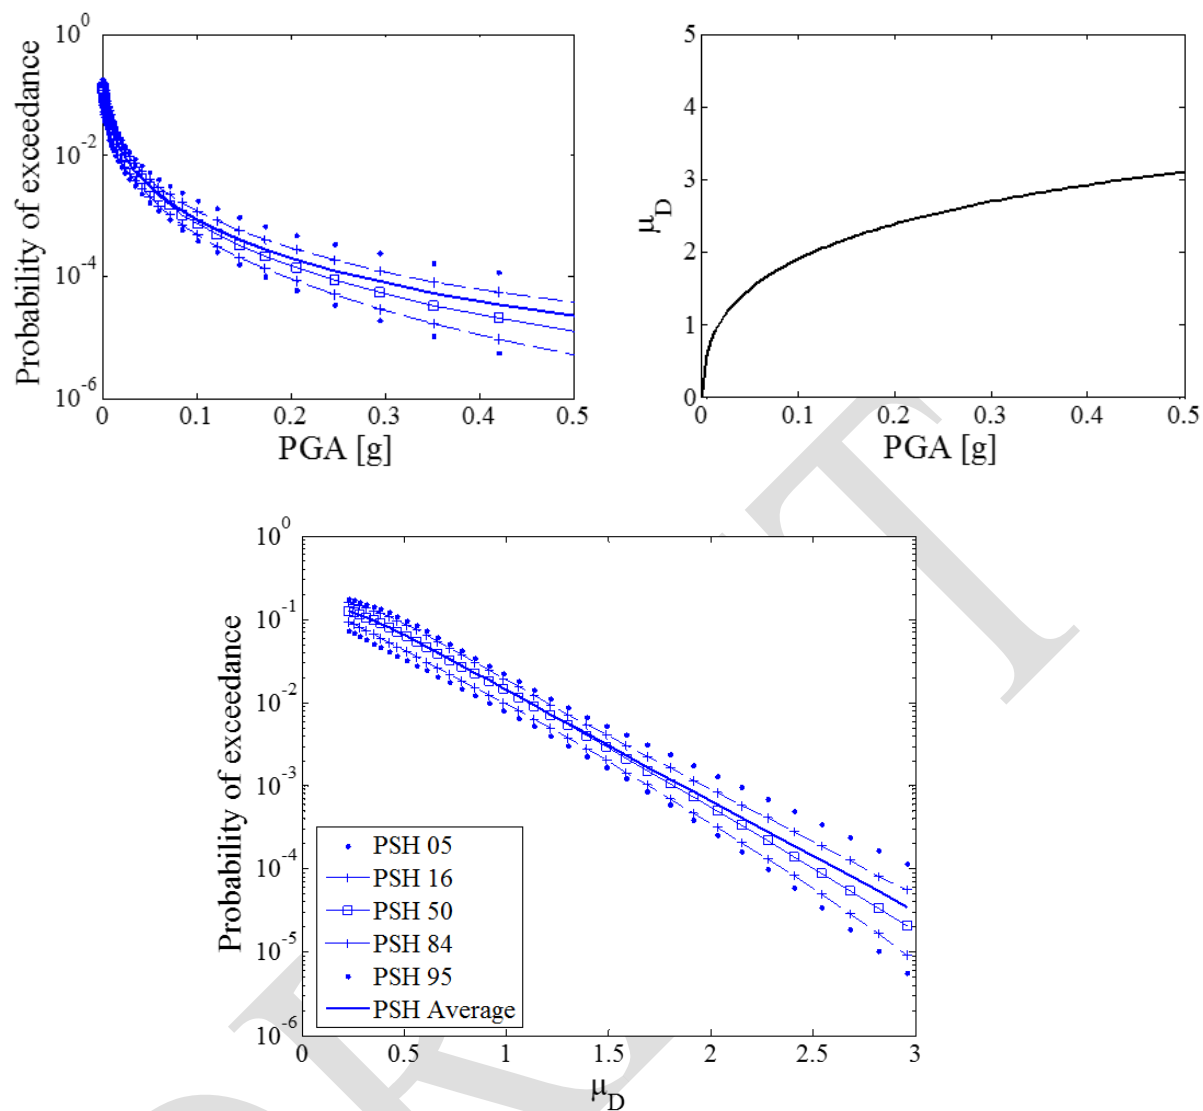 Probability of exceedance
10^0
10^-2
10^-4
10^-6
0 0.1 0.2 0.3 0.4 0.5
PGA [g]
μ_D
5
4
3
2
1
0
0 0.1 0.2 0.3 0.4 0.5
PGA [g]
Probability of exceedance
10^0
10^-1
10^-2
10^-3
10^-4
10^-5
10^-6
PSH 05
PSH 16
PSH 50
PSH 84
PSH 95
PSH Average
0 0.5 1 1.5 2 2.5 3
μ_D